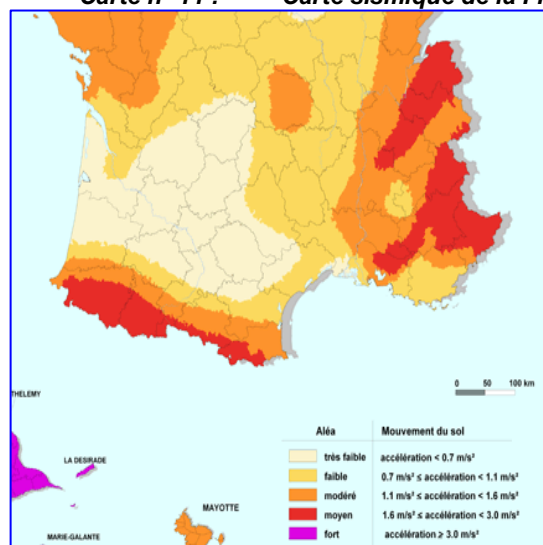 Carte n° 11 : Carte sismique de la
0 50 100 km
THELEMY
LA DESIRADE
MAYOTTE
MARIE-GALANTE
Aléa Mouvement du sol
très faible accélération < 0.7 m/s²
faible 0.7 m/s² ≤ accélération < 1.1 m/s²
modéré 1.1 m/s² ≤ accélération < 1.6 m/s²
moyen 1.6 m/s² ≤ accélération < 3.0 m/s²
fort accélération ≥ 3.0 m/s²